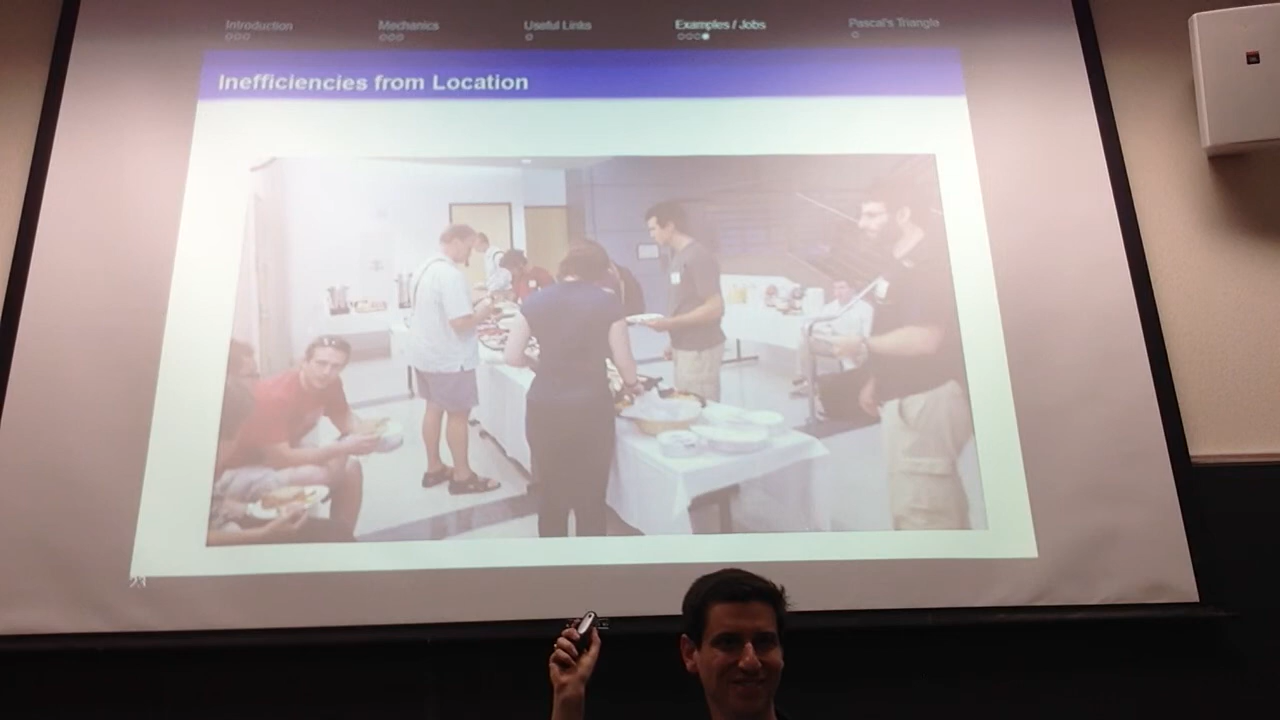 Introduction
Mechanics
Useful Links
Examples / Jobs
Pascal's Triangle
Inefficiencies from Location